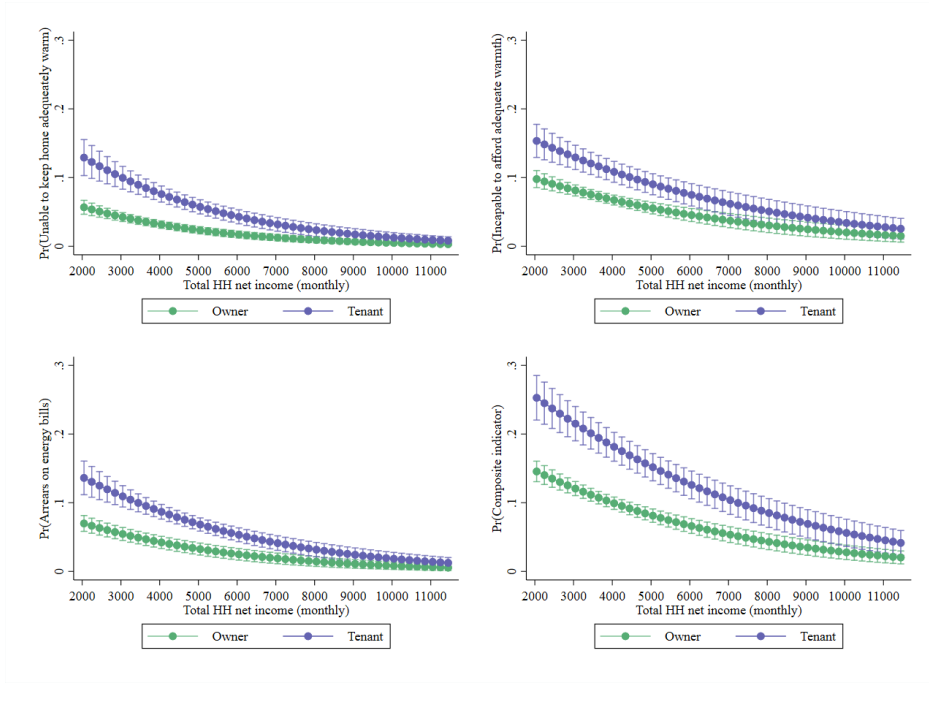 Pr(Unable to keep home adequeately warm)
.3
.2
.1
0
2000 3000 4000 5000 6000 7000 8000 9000 10000 11000
Total HH net income (monthly)
Owner Tenant
Pr(Incapable to afford adequeate warmth)
.3
.2
.1
0
2000 3000 4000 5000 6000 7000 8000 9000 10000 11000
Total HH net income (monthly)
Owner Tenant
Pr(Arrears on energy bills)
.3
.2
.1
0
2000 3000 4000 5000 6000 7000 8000 9000 10000 11000
Total HH net income (monthly)
Owner Tenant
Pr(Composite indicator)
.3
.2
.1
0
2000 3000 4000 5000 6000 7000 8000 9000 10000 11000
Total HH net income (monthly)
Owner Tenant